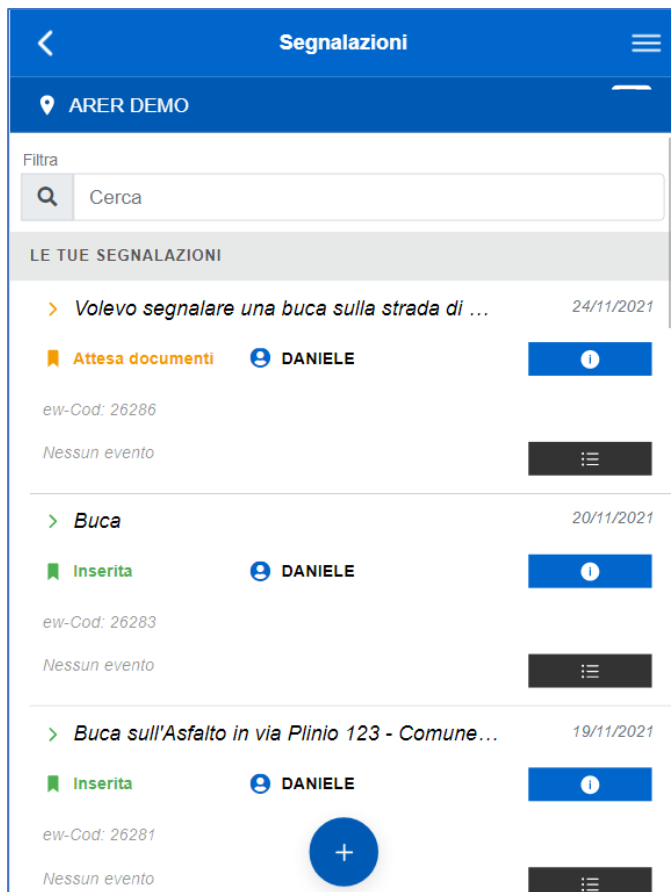 Segnalazioni
ARER DEMO
Filtra
Cerca
LE TUE SEGNALAZIONI
Volevo segnalare una buca sulla strada di ... 24/11/2021
Attesa documenti DANIELE
ew-Cod: 26286
Nessun evento
Buca 20/11/2021
Inserita DANIELE
ew-Cod: 26283
Nessun evento
Buca sull'Asfalto in via Plinio 123 - Comune... 19/11/2021
Inserita DANIELE
ew-Cod: 26281
Nessun evento